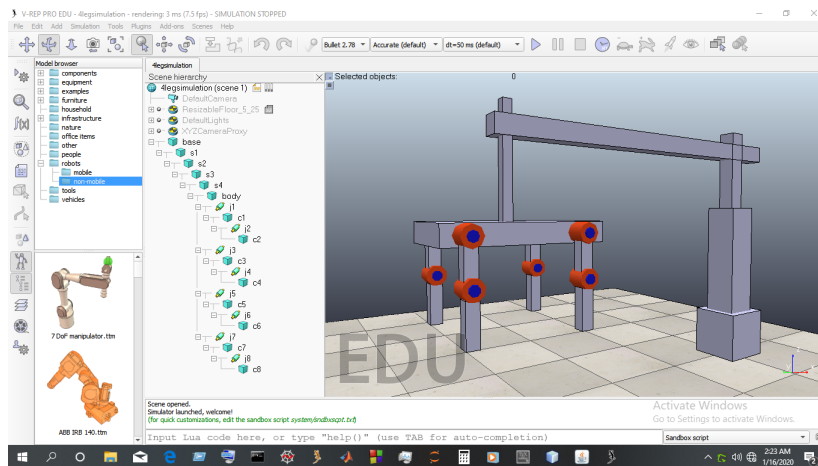 V-REP PRO EDU - 4legsimulation - rendering: 3 ms (7.5 fps) - SIMULATION STOPPED
File Edit Add Simulation Tools Plugins Add-ons Scenes Help
Bullet 2.78 Accurate (default) dt=50 ms (default)
Model browser
components
equipment
examples
furniture
household
infrastructure
nature
office items
other
people
robots
mobile
non-mobile
tools
vehicles
7 DoF manipulator.ttm
ABB IRB 140.ttm
4legsimulation
Scene hierarchy
4legsimulation (scene 1)
DefaultCamera
ResizableFloor_5_25
DefaultLights
XYZCameraProxy
base
s1
s2
s3
s4
body
j1
c1
j2
c2
j3
c3
j4
c4
j5
c5
j6
c6
j7
c7
j8
c8
Selected objects: 0
EDU
Scene opened.
Simulator launched, welcome!
(for quick customizations, edit the sandbox script system/sndbxscpt.txt)
Activate Windows
Go to Settings to activate Windows.
Input Lua code here, or type "help()" (use TAB for auto-completion)
Sandbox script
2:23 AM
1/16/2020